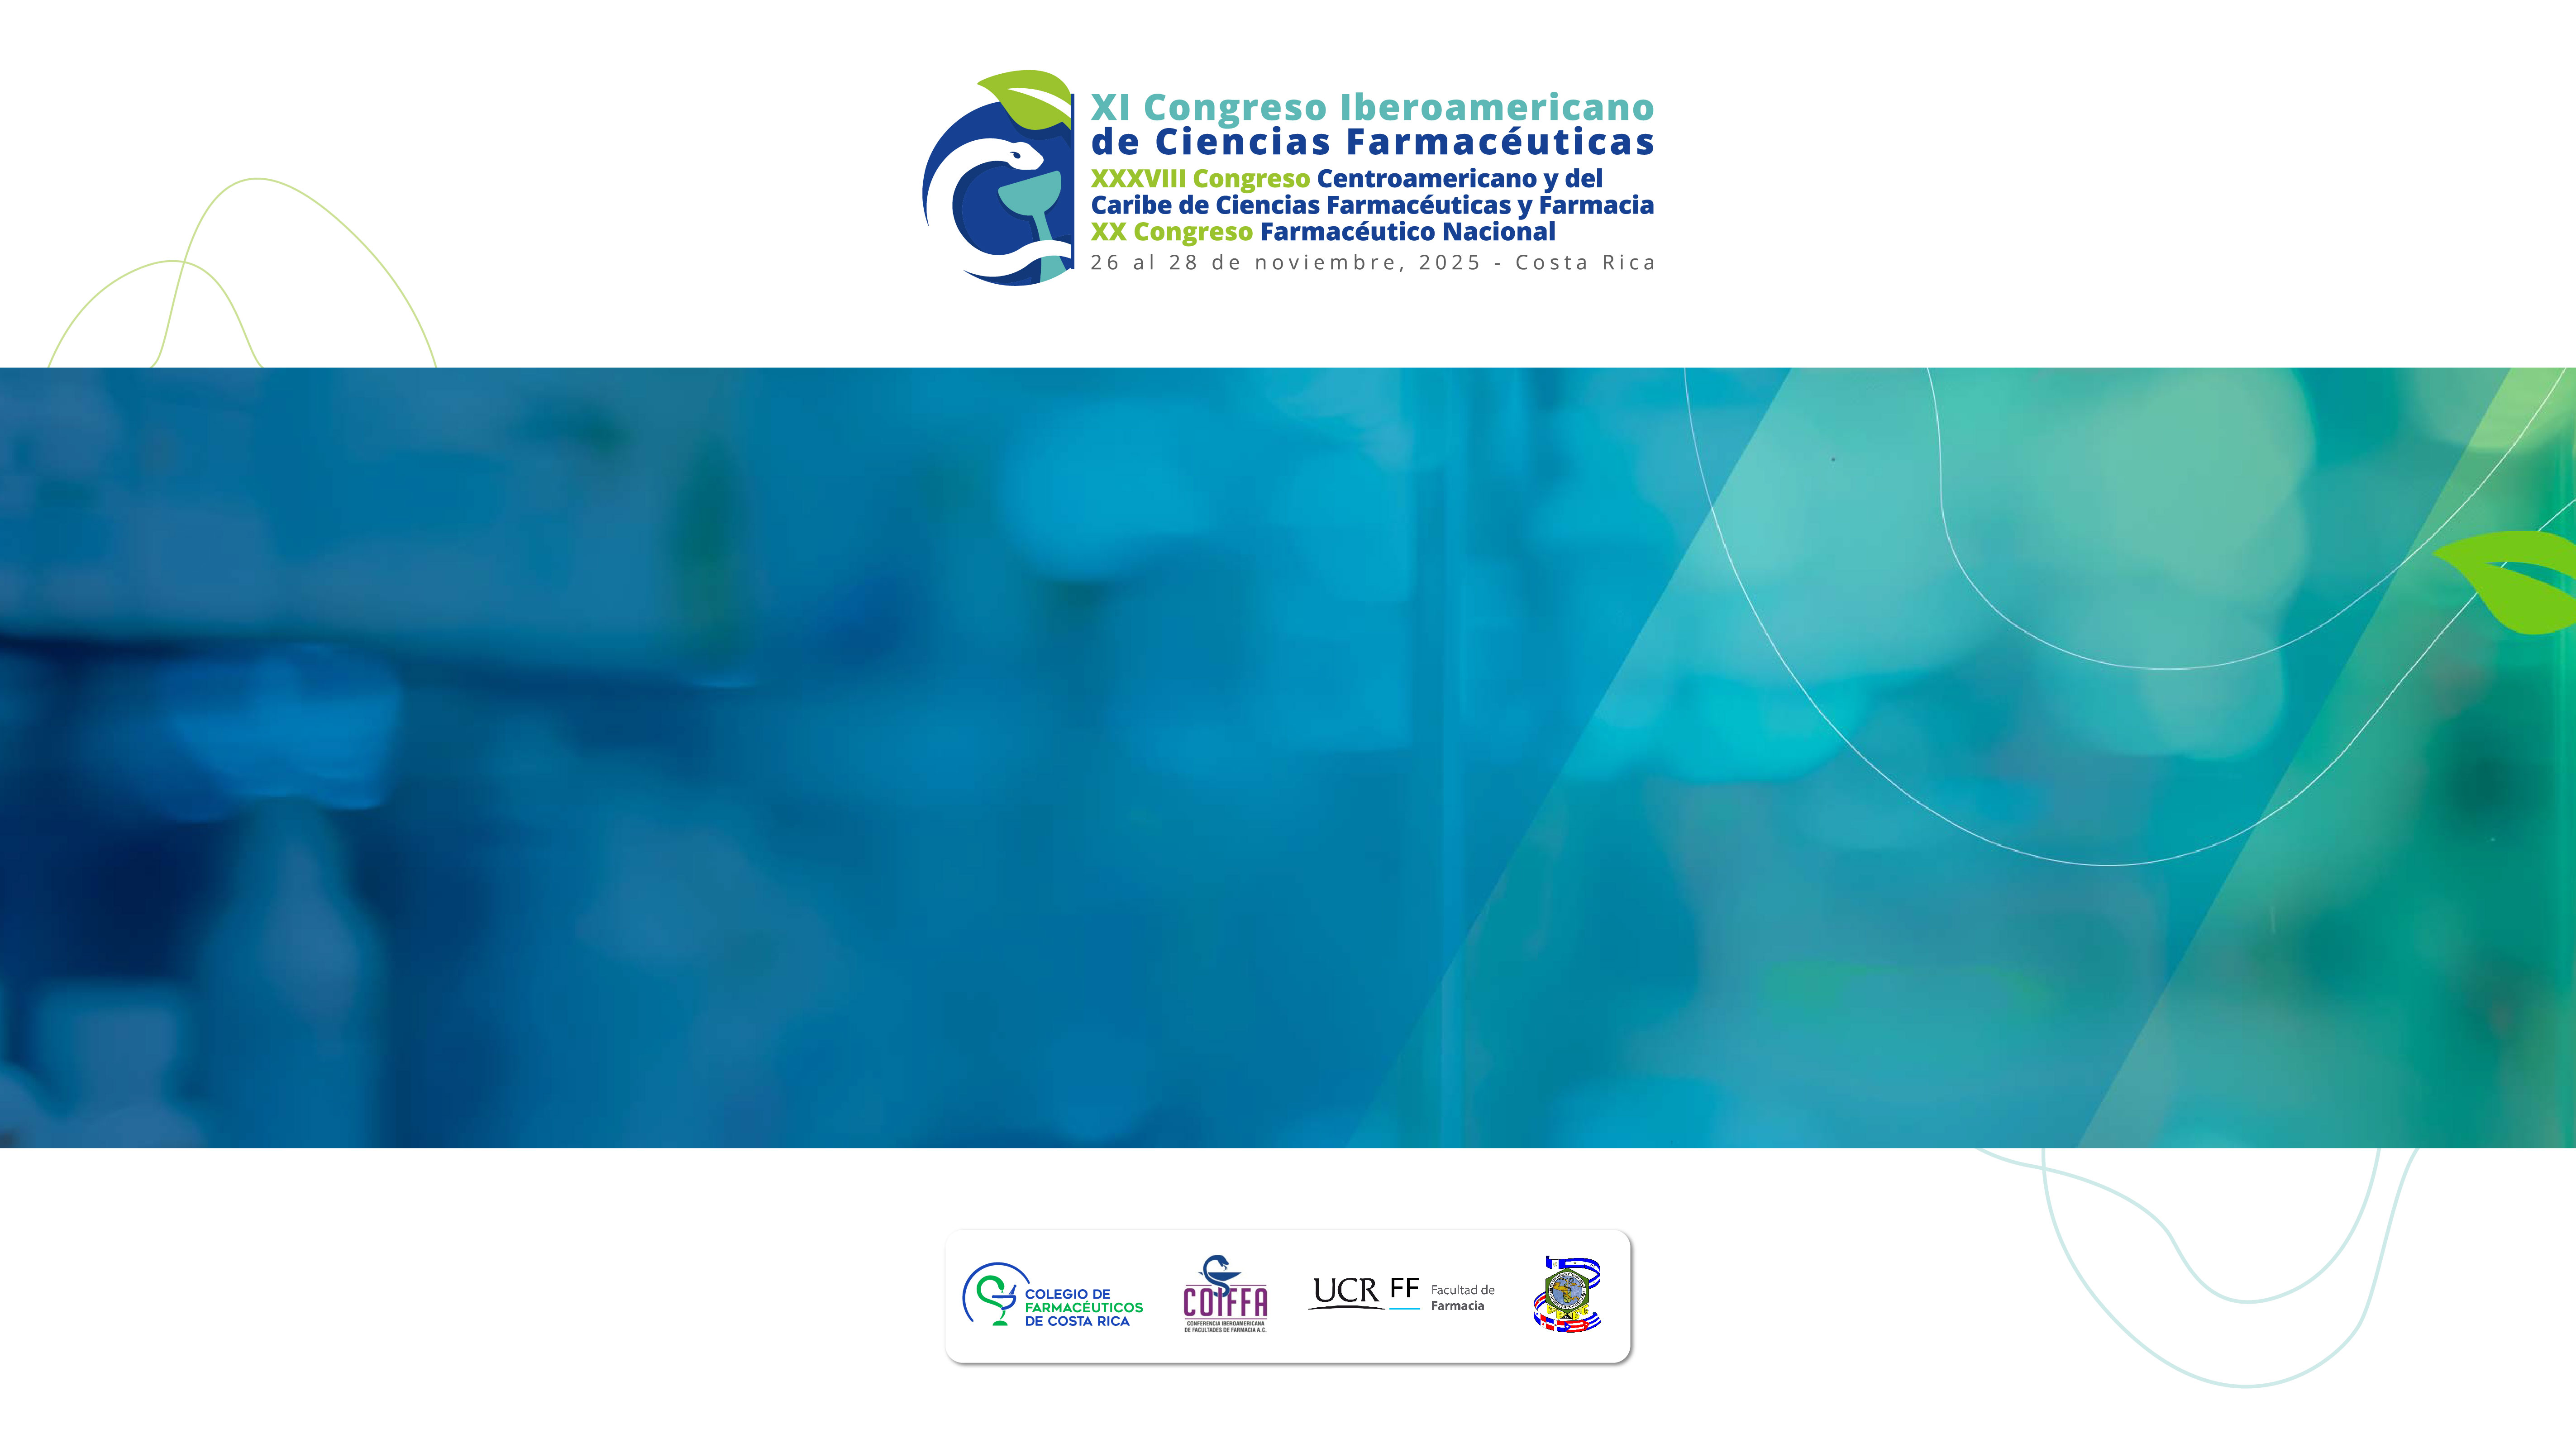 XI Congreso Iberoamericano
de Ciencias Farmacéuticas
XXXVIII Congreso Centroamericano y del
Caribe de Ciencias Farmacéuticas y Farmacia
XX Congreso Farmacéutico Nacional
26 al 28 de noviembre, 2025 - Costa Rica
COLEGIO DE
FARMACÉUTICOS
DE COSTA RICA
COIFFA
CONFERENCIA IBEROAMERICANA
DE FACULTADES DE FARMACIA A.C.
UCR FF Facultad de
Farmacia